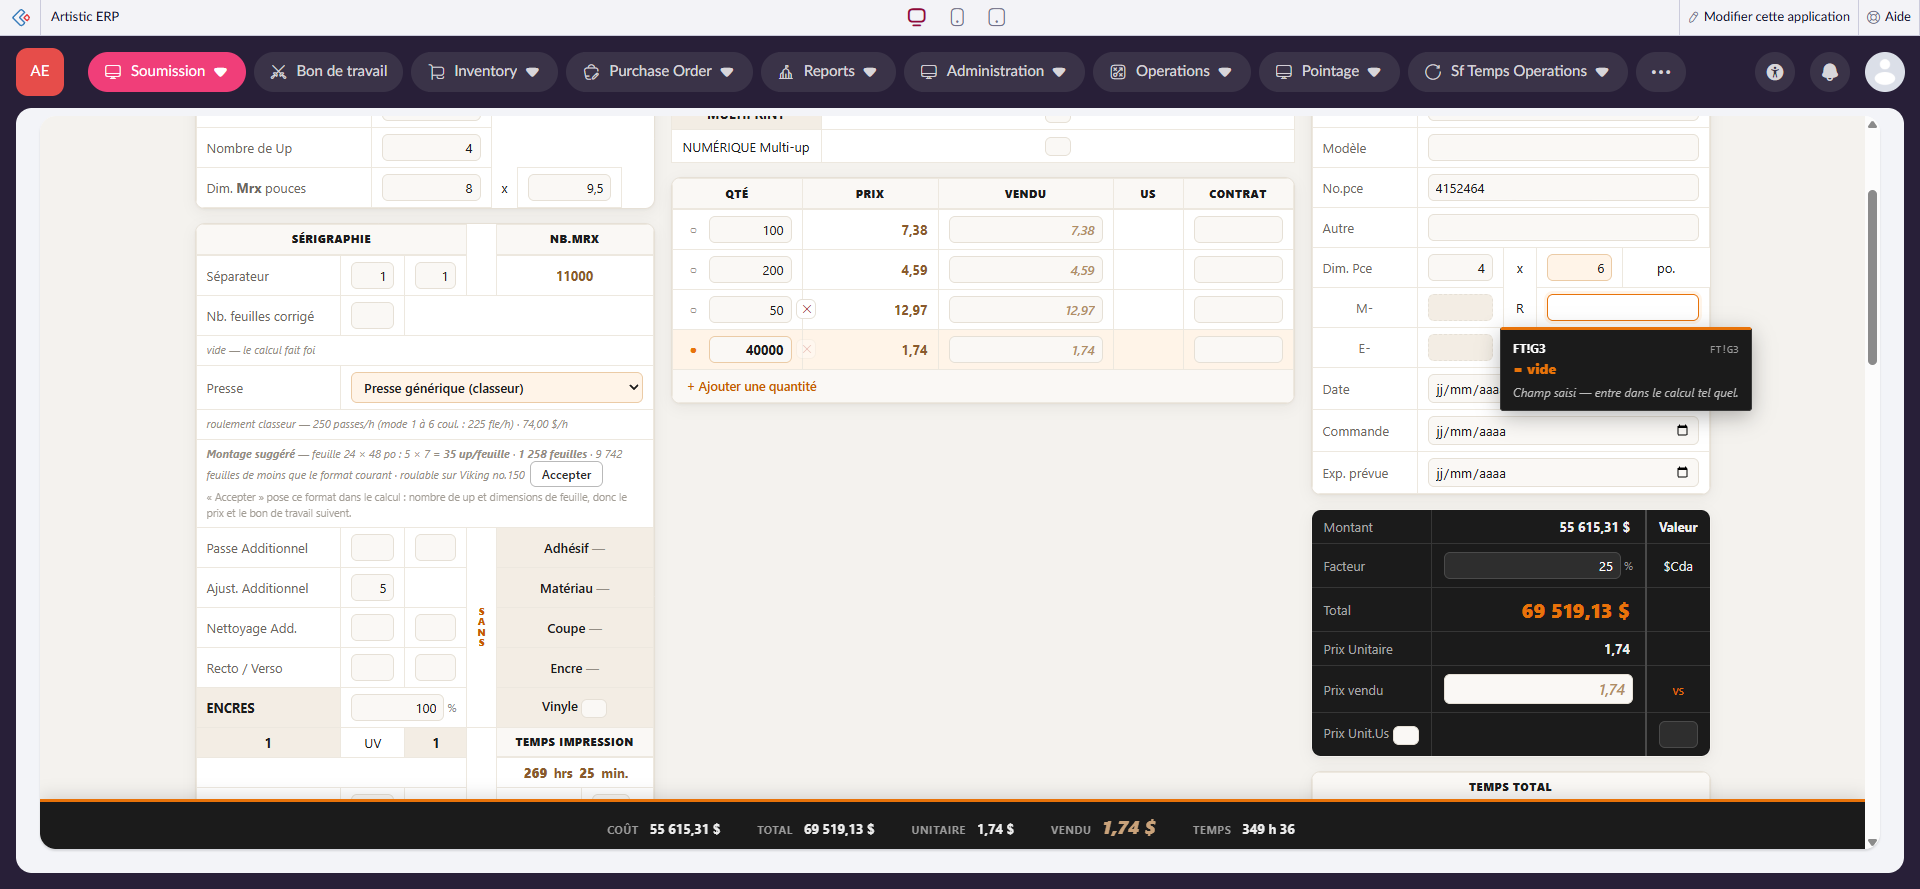 Artistic ERP
Modifier cette application
Aide
AE
Soumission
Bon de travail
Inventory
Purchase Order
Reports
Administration
Operations
Pointage
Sf Temps Operations
Nombre de Up 4
Dim. Mrx pouces 8 x 9,5
SÉRIGRAPHIE NB.MRX
Séparateur 1 1 11000
Nb. feuilles corrigé
vide — le calcul fait foi
Presse Presse générique (classeur)
roulement classeur — 250 passes/h (mode 1 à 6 coul. : 225 fle/h) · 74,00 $/h
Montage suggéré — feuille 24 × 48 po : 5 × 7 = 35 up/feuille · 1 258 feuilles · 9 742
feuilles de moins que le format courant · roulable sur Viking no.150 Accepter
« Accepter » pose ce format dans le calcul : nombre de up et dimensions de feuille, donc le
prix et le bon de travail suivent.
Passe Additionnel
Ajust. Additionnel 5
Nettoyage Add.
Recto / Verso
SANS
Adhésif —
Matériau —
Coupe —
Encre —
Vinyle
ENCRES 100 %
1 UV 1
TEMPS IMPRESSION
269 hrs 25 min.
MULTIPRINT
NUMÉRIQUE Multi-up
QTÉ PRIX VENDU US CONTRAT
100 7,38 7,38
200 4,59 4,59
50 12,97 12,97
40000 1,74 1,74
+ Ajouter une quantité
Modèle
No.pce 4152464
Autre
Dim. Pce 4 x 6 po.
M- R
E-
FT!G3 FT!G3
= vide
Champ saisi — entre dans le calcul tel quel.
Date jj/mm/aaa
Commande jj/mm/aaaa
Exp. prévue jj/mm/aaaa
Montant 55 615,31 $ Valeur
Facteur 25 % $Cda
Total 69 519,13 $
Prix Unitaire 1,74
Prix vendu 1,74 vs
Prix Unit.Us
TEMPS TOTAL
COÛT 55 615,31 $ TOTAL 69 519,13 $ UNITAIRE 1,74 $ VENDU 1,74 $ TEMPS 349 h 36